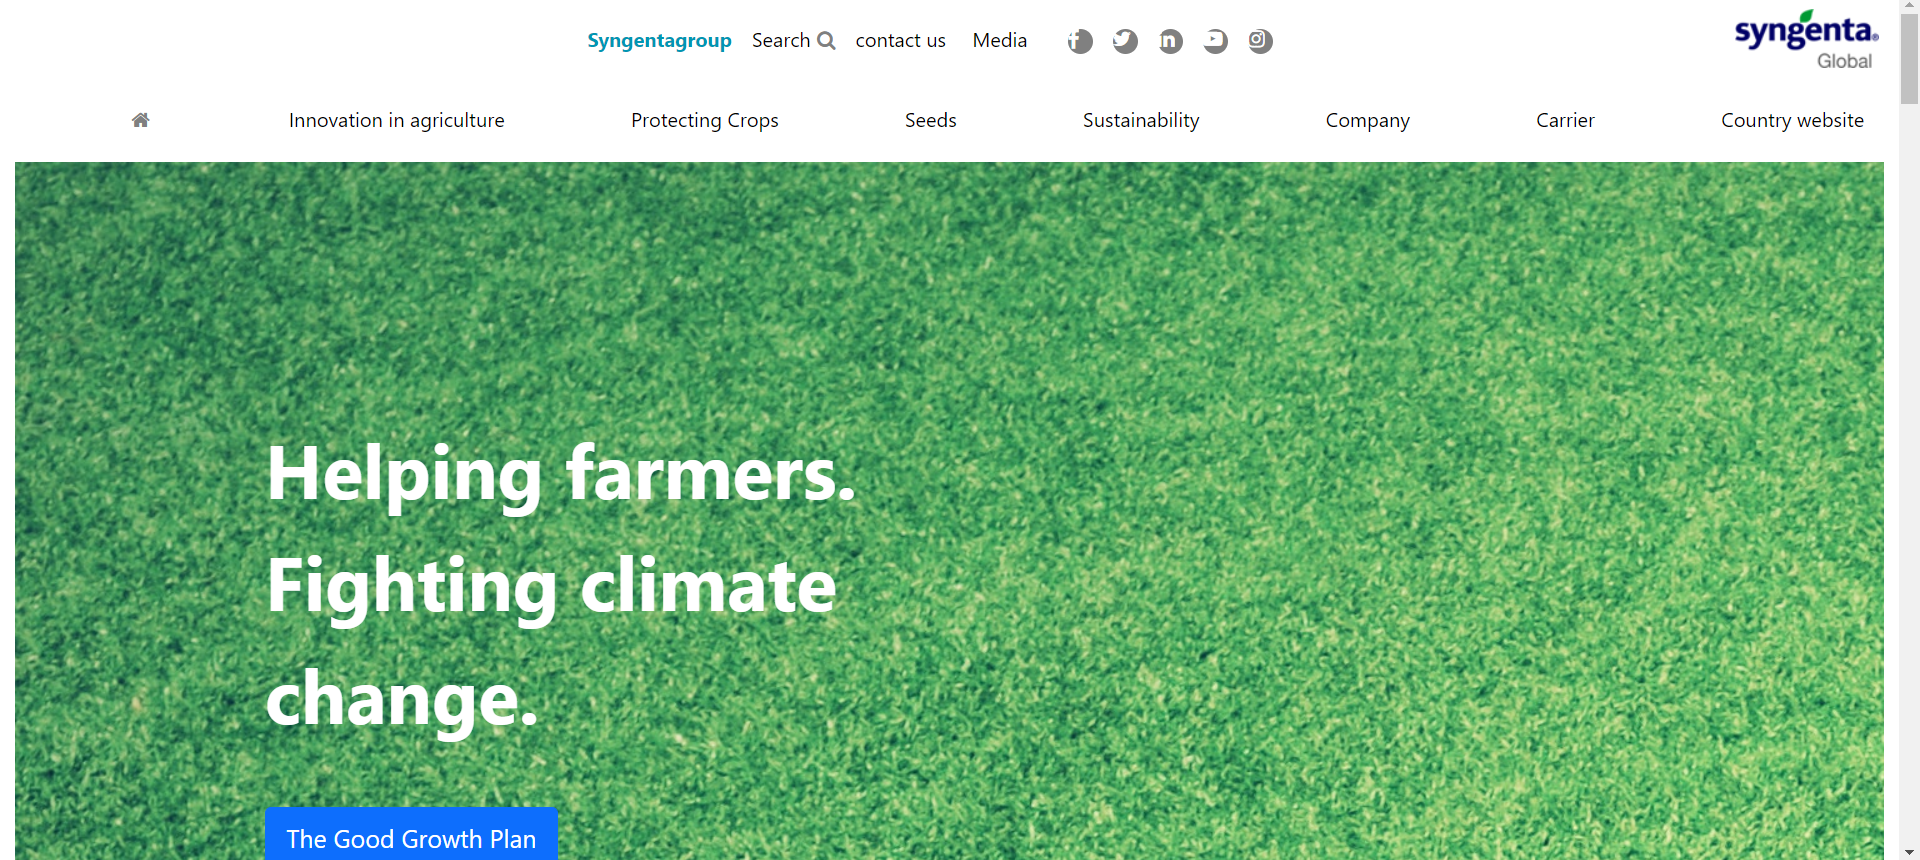 Syngentagroup Search contact us Media
syngenta®
Global
Innovation in agriculture Protecting Crops Seeds Sustainability Company Carrier Country website
Helping farmers.
Fighting climate
change.
The Good Growth Plan